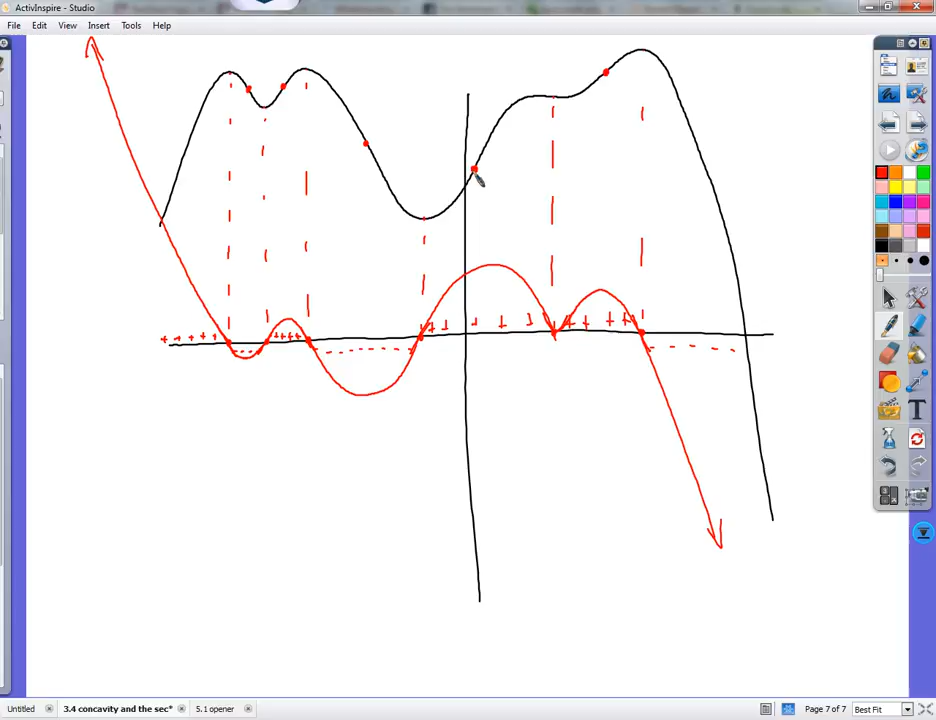 ActivInspire - Studio
File Edit View Insert Tools Help
+ + + + + + - - - - + + + + - - - - - - - - + + + + + + + + + + - - - - - -
T
Untitled 3.4 concavity and the sec* 5.1 opener Page 7 of 7 Best Fit